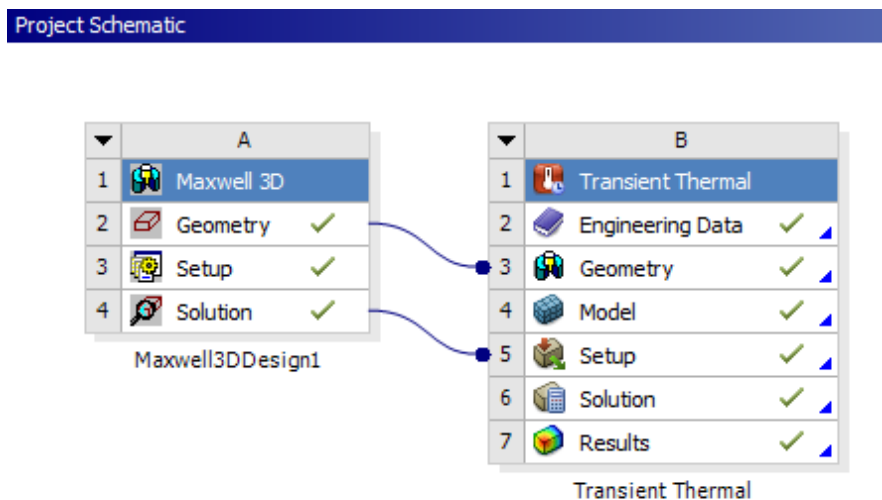 Project Schematic
A
1 Maxwell 3D
2 Geometry
3 Setup
4 Solution
Maxwell3DDesign1
B
1 Transient Thermal
2 Engineering Data
3 Geometry
4 Model
5 Setup
6 Solution
7 Results
Transient Thermal